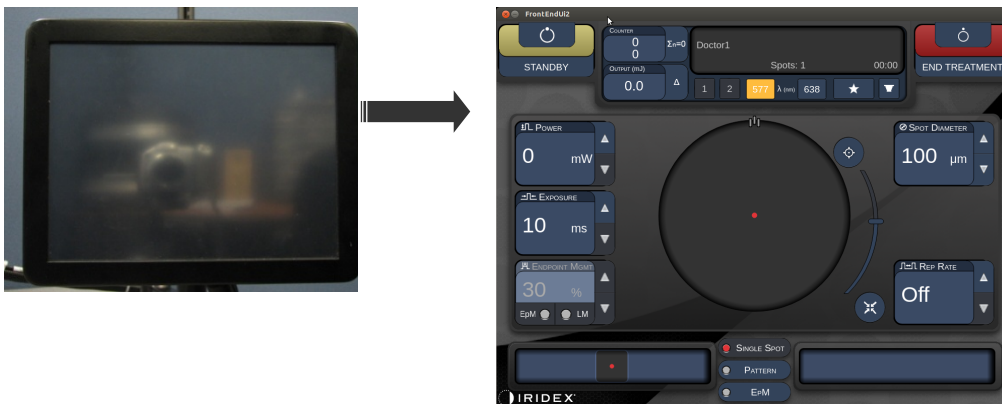 FrontEndUi2
STANDBY
COUNTER
0
0
Σn=0
OUTPUT (mJ)
0.0
Δ
Doctor1
Spots: 1 00:00
1 2 577 λ (nm) 638
END TREATMENT
POWER
0 mW
EXPOSURE
10 ms
ENDPOINT MGMT
30 %
EpM LM
SPOT DIAMETER
100 μm
REP RATE
Off
SINGLE SPOT
PATTERN
EPM
IRIDEX